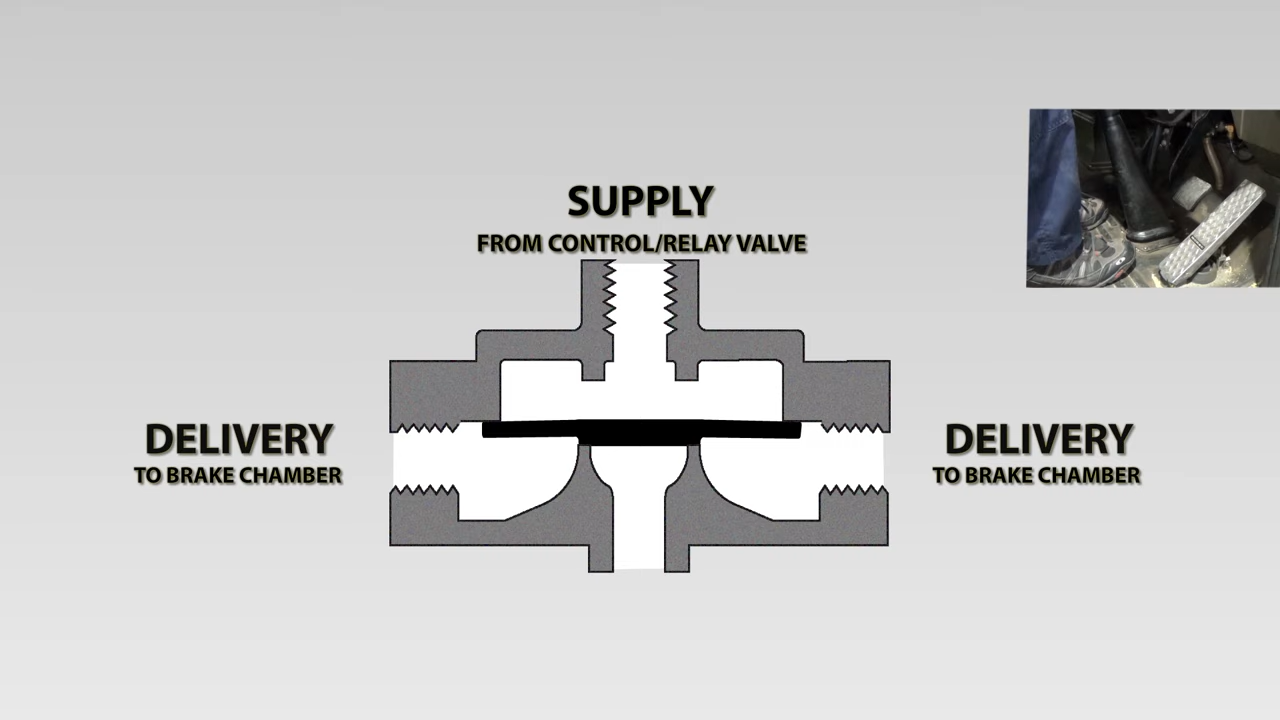 SUPPLY
FROM CONTROL/RELAY VALVE
DELIVERY
TO BRAKE CHAMBER
DELIVERY
TO BRAKE CHAMBER